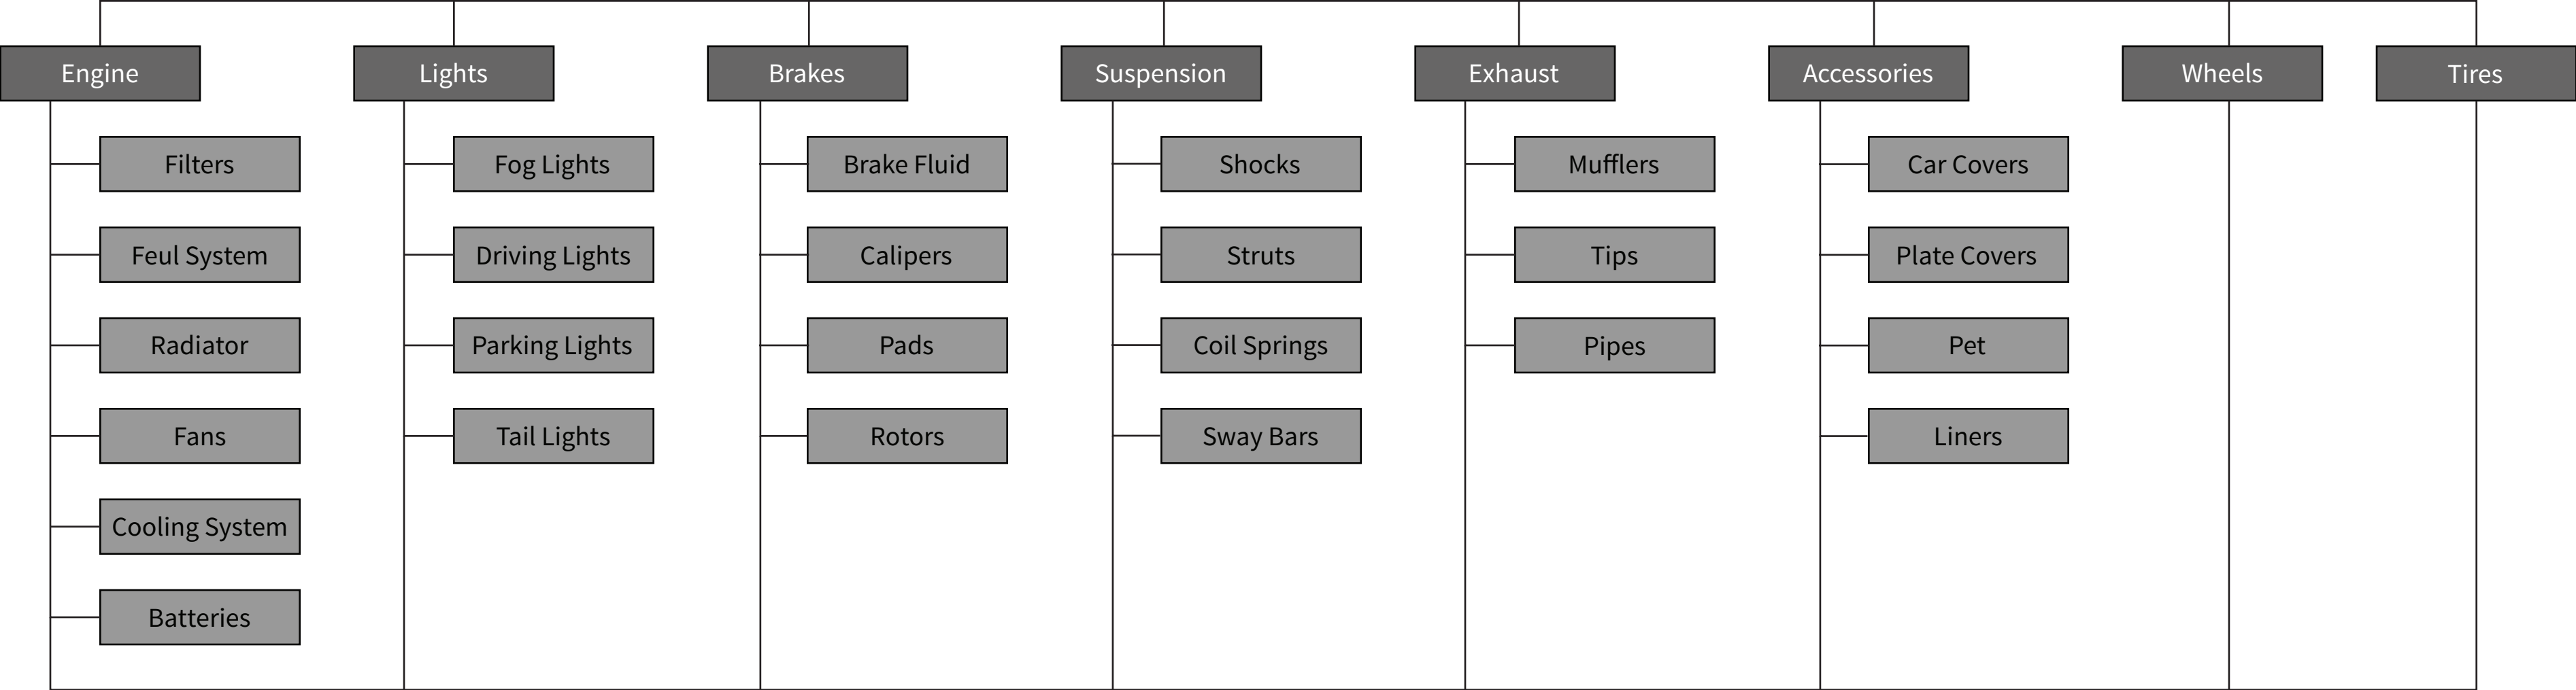 Engine
Lights
Brakes
Suspension
Exhaust
Accessories
Wheels
Tires
Filters
Feul System
Radiator
Fans
Cooling System
Batteries
Fog Lights
Driving Lights
Parking Lights
Tail Lights
Brake Fluid
Calipers
Pads
Rotors
Shocks
Struts
Coil Springs
Sway Bars
Mufflers
Tips
Pipes
Car Covers
Plate Covers
Pet
Liners